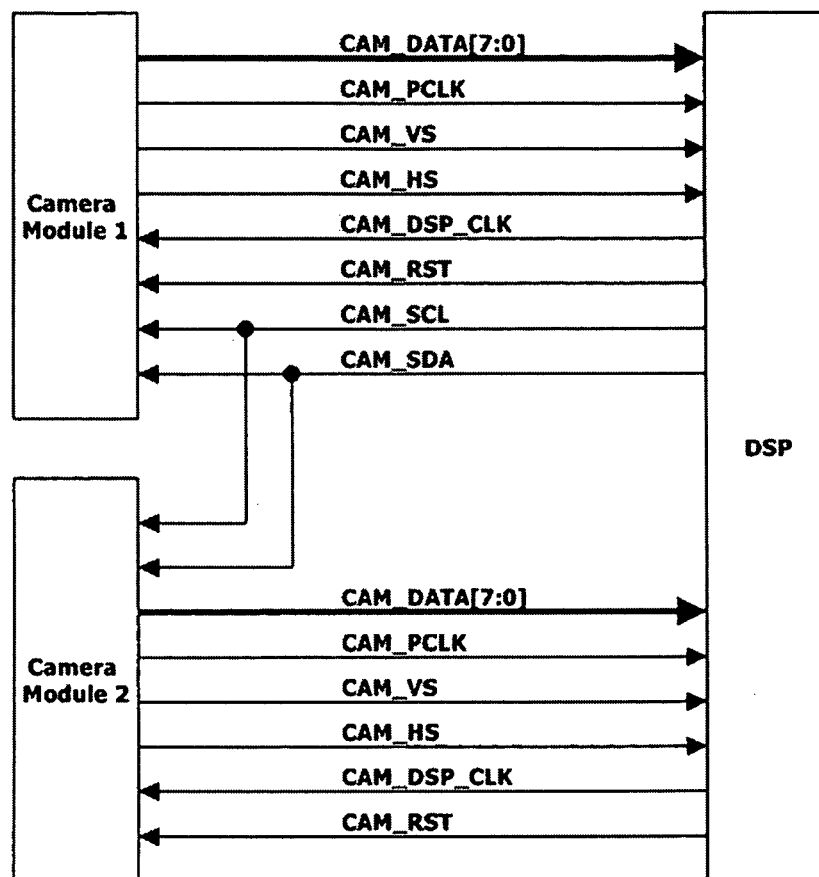 CAM_DATA[7:0]
CAM_PCLK
CAM_VS
CAM_HS
Camera
Module 1
CAM_DSP_CLK
CAM_RST
CAM_SCL
CAM_SDA
DSP
CAM_DATA[7:0]
CAM_PCLK
Camera
Module 2
CAM_VS
CAM_HS
CAM_DSP_CLK
CAM_RST